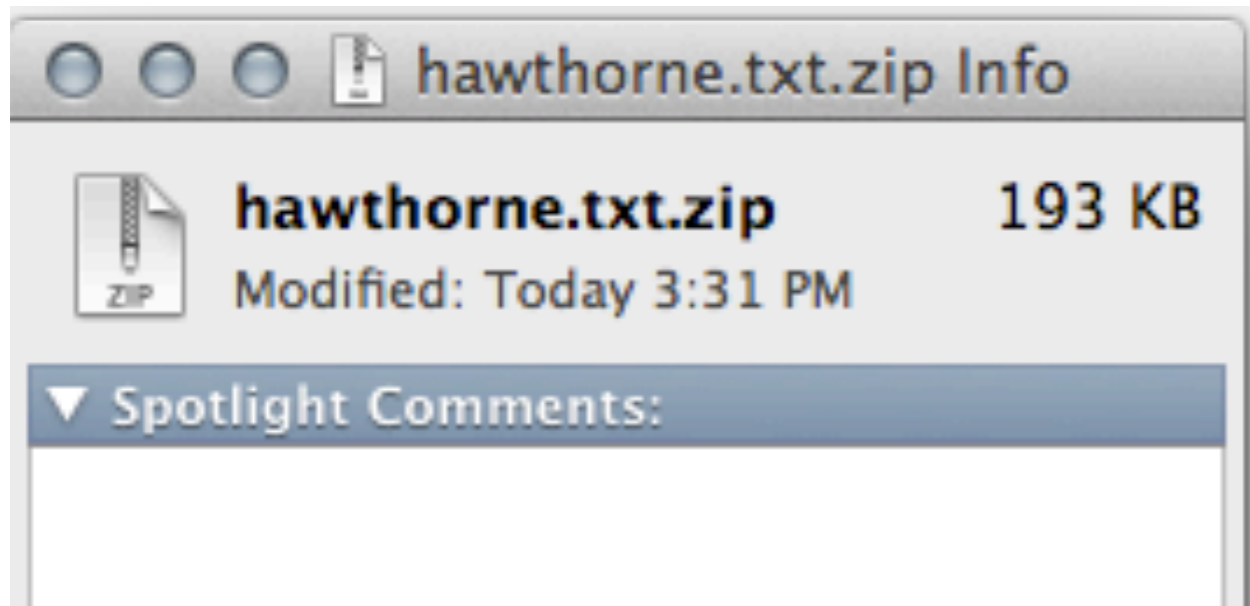 hawthorne.txt.zip Info
hawthorne.txt.zip 193 KB
ZIP
Modified: Today 3:31 PM
Spotlight Comments: